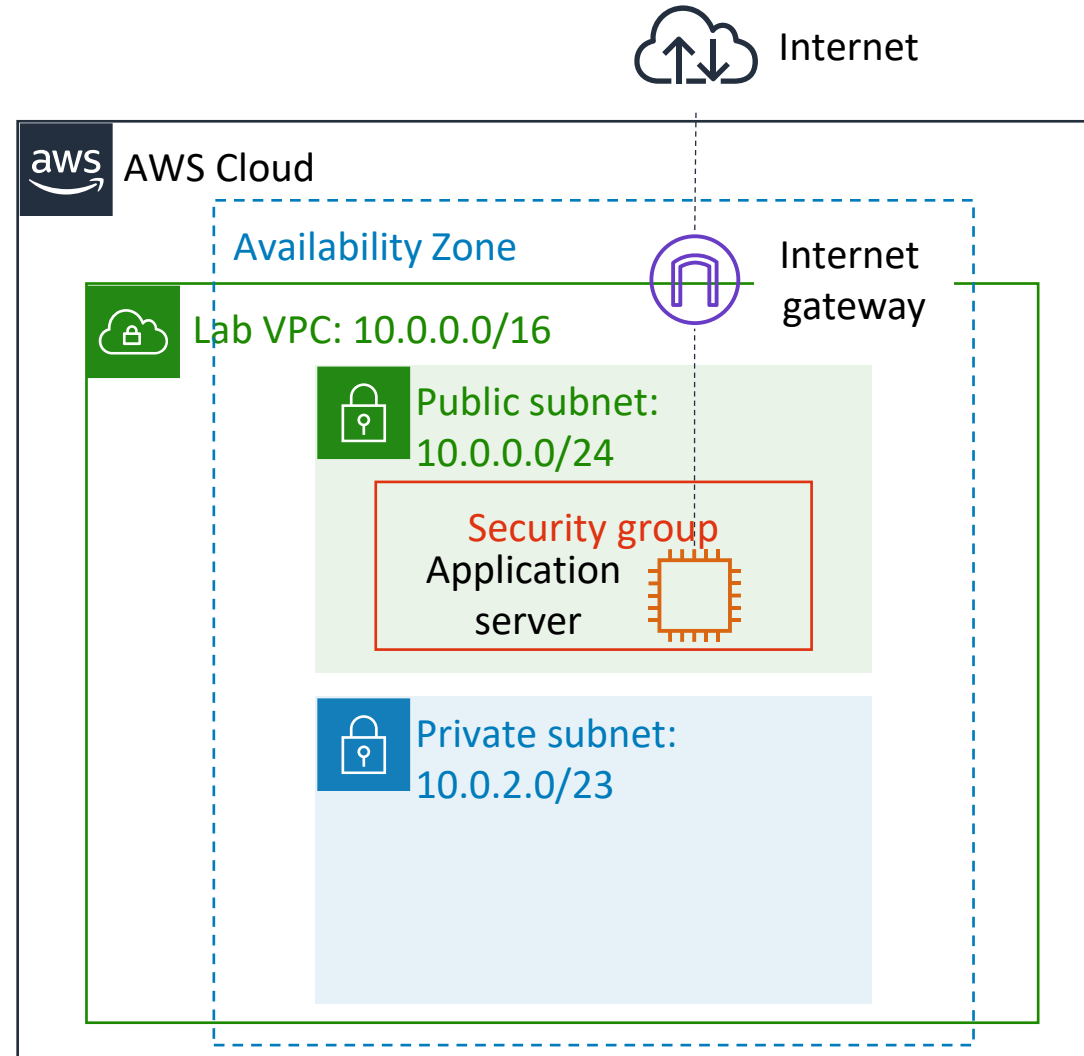 Internet
aws
AWS Cloud
Availability Zone
Internet
gateway
Lab VPC: 10.0.0.0/16
Public subnet:
10.0.0.0/24
Security group
Application
server
Private subnet:
10.0.2.0/23